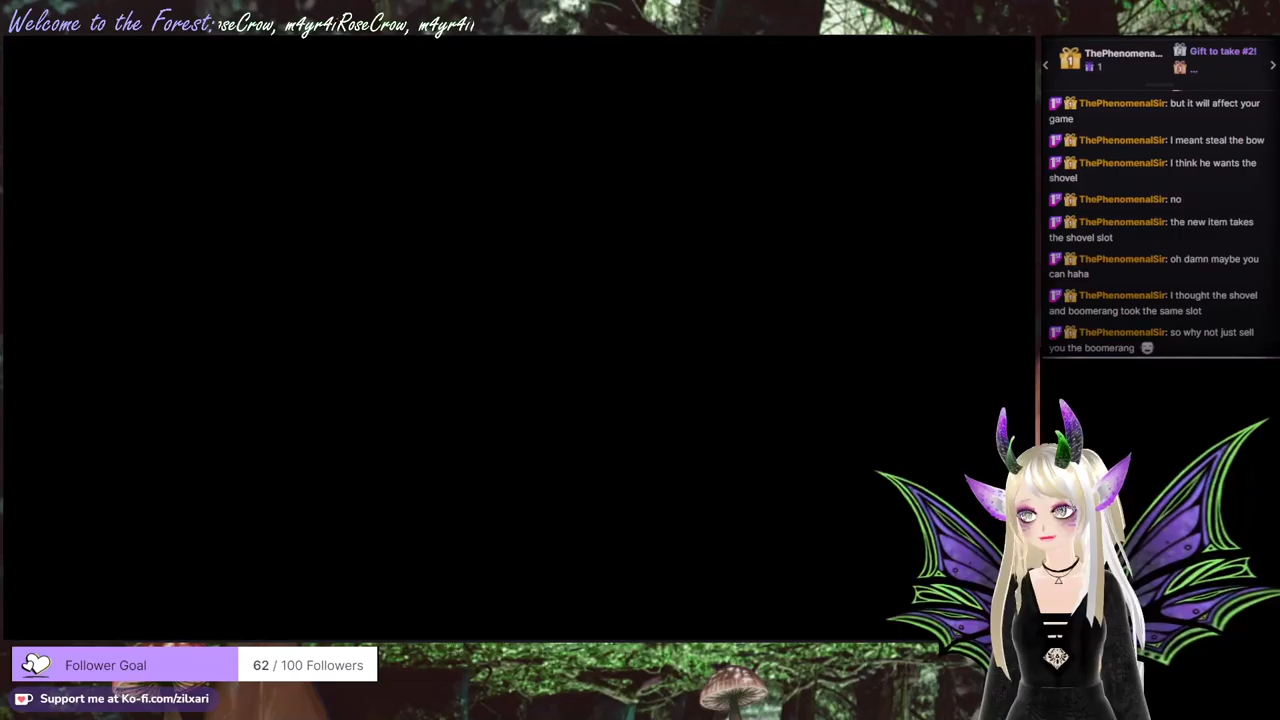 Welcome to the Forest: seCrow, m4yr4iRoseCrow, m4yr4i
ThePhenomena...
1
Gift to take #2!
...
ThePhenomenalSir: but it will affect your
game
ThePhenomenalSir: I meant steal the bow
ThePhenomenalSir: I think he wants the
shovel
ThePhenomenalSir: no
ThePhenomenalSir: the new item takes
the shovel slot
ThePhenomenalSir: oh damn maybe you
can haha
ThePhenomenalSir: I thought the shovel
and boomerang took the same slot
ThePhenomenalSir: so why not just sell
you the boomerang
Follower Goal
62 / 100 Followers
Support me at Ko-fi.com/zilxari